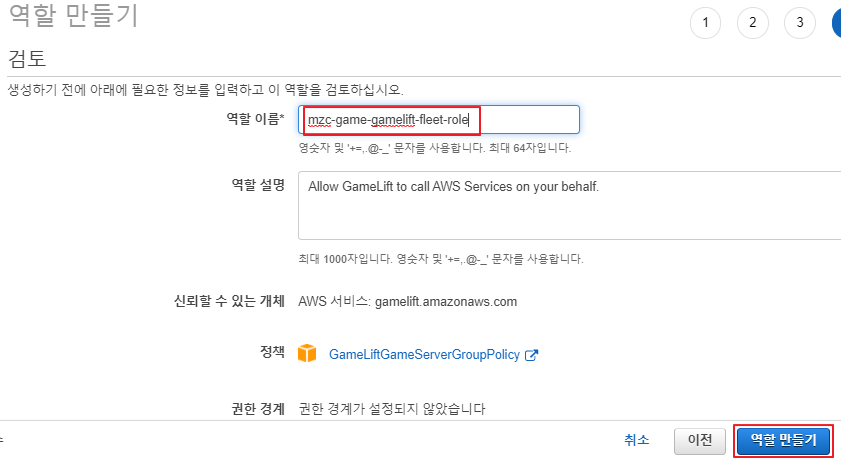 역할 만들기
1 2 3
검토
생성하기 전에 아래에 필요한 정보를 입력하고 이 역할을 검토하십시오.
역할 이름* mzc-game-gamelift-fleet-role
영숫자 및 '+=,.@-_' 문자를 사용합니다. 최대 64자입니다.
역할 설명 Allow GameLift to call AWS Services on your behalf.
최대 1000자입니다. 영숫자 및 '+=,.@-_' 문자를 사용합니다.
신뢰할 수 있는 개체 AWS 서비스: gamelift.amazonaws.com
정책 GameLiftGameServerGroupPolicy
권한 경계 권한 경계가 설정되지 않았습니다
취소 이전 역할 만들기